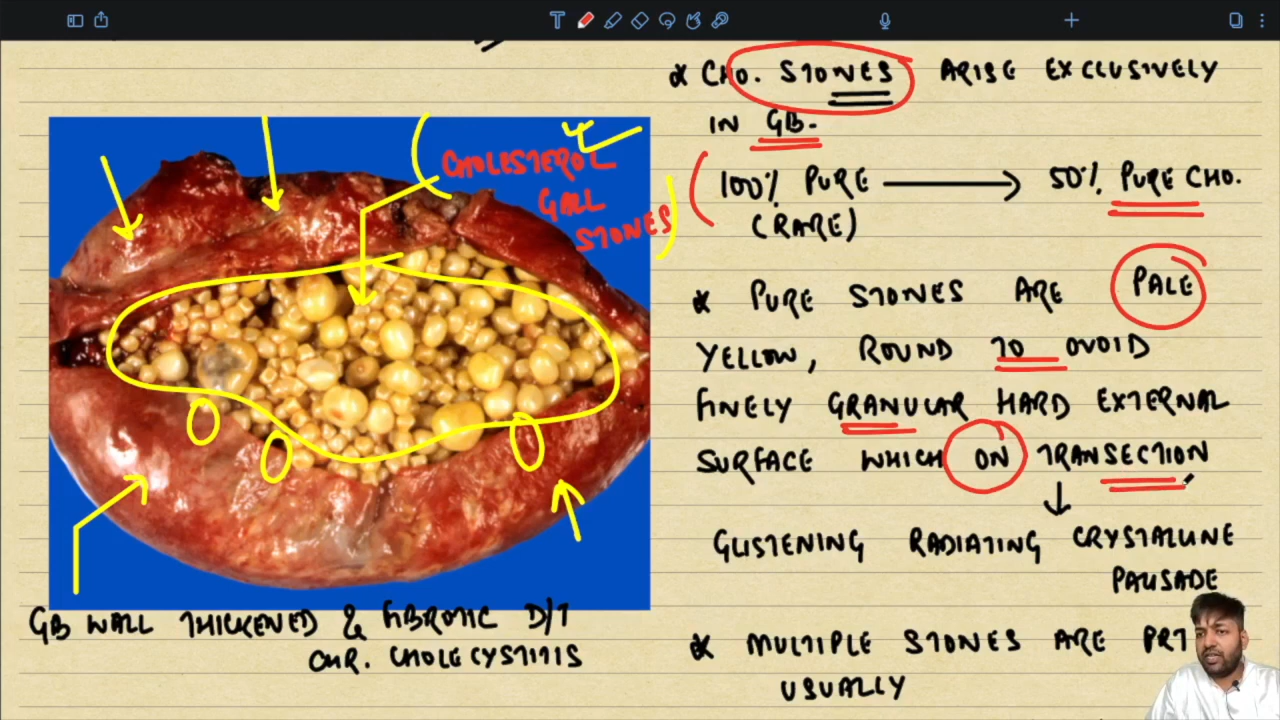 CHOLESTEROL
GALL
STONES
GB WALL THICKENED & FIBROTIC D/T
CHR. CHOLECYSTITIS
* CHO. STONES ARISE EXCLUSIVELY
IN GB.
100% PURE → 50% PURE CHO.
(RARE)
* PURE STONES ARE PALE
YELLOW, ROUND TO OVOID
FINELY GRANULAR HARD EXTERNAL
SURFACE WHICH ON TRANSECTION
↓
GLISTENING RADIATING CRYSTALLINE
PALISADE
* MULTIPLE STONES ARE PRT
USUALLY